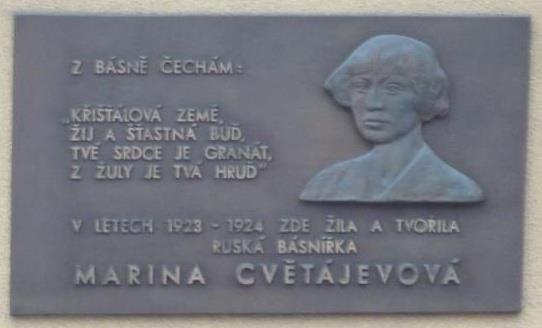 Z BÁSNĚ ČECHÁM:
„KŘIŠŤÁLOVÁ ZEMĚ,
ŽIJ A ŠŤASTNÁ BUĎ,
TVÉ SRDCE JE GRANÁT,
Z ŽULY JE TVÁ HRUĎ"
V LETECH 1923 - 1924 ZDE ŽILA A TVOŘILA
RUSKÁ BÁSNÍŘKA
MARINA CVĚTÁJEVOVÁ